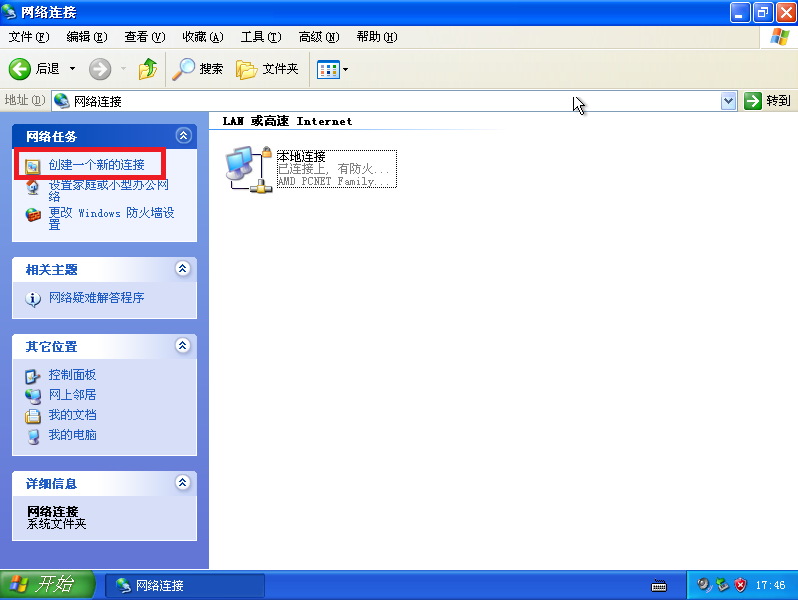 网络连接
文件(F) 编辑(E) 查看(V) 收藏(A) 工具(T) 高级(N) 帮助(H)
后退 搜索 文件夹
地址(D) 网络连接 转到
网络任务
创建一个新的连接
设置家庭或小型办公网
络
更改 Windows 防火墙设
置
相关主题
网络疑难解答程序
其它位置
控制面板
网上邻居
我的文档
我的电脑
详细信息
网络连接
系统文件夹
LAN 或高速 Internet
本地连接
已连接上, 有防火...
AMD PCNET Family...
开始 网络连接 17:46